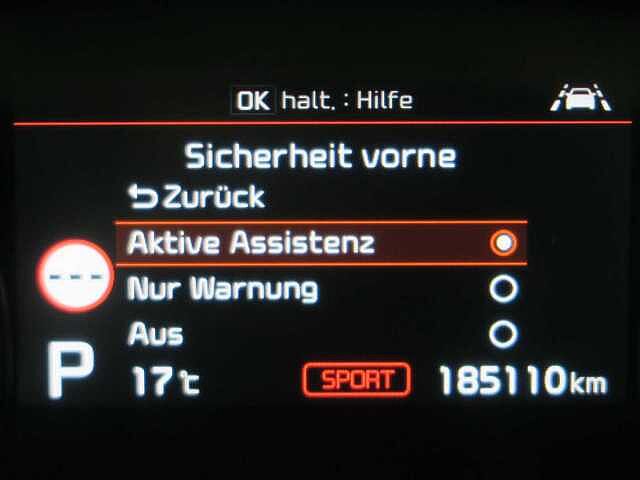 OK halt. : Hilfe
Sicherheit vorne
Zurück
Aktive Assistenz
---
Nur Warnung
Aus
P
17℃ SPORT 185110km